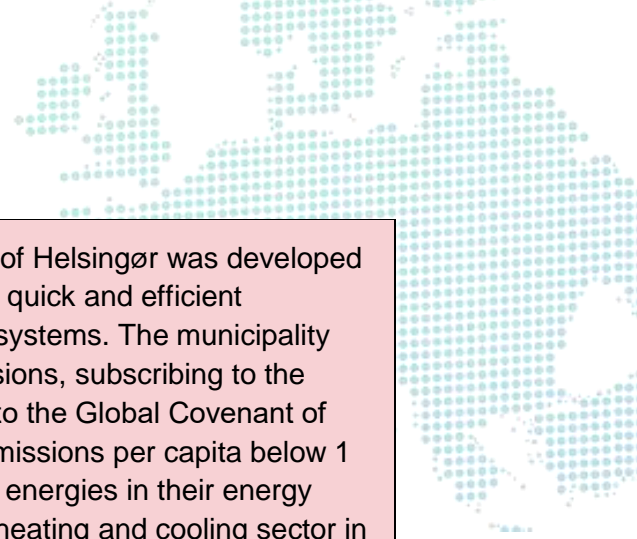 of Helsingør was developed
quick and efficient
systems. The municipality
sions, subscribing to the
to the Global Covenant of
missions per capita below 1
energies in their energy
heating and cooling sector in